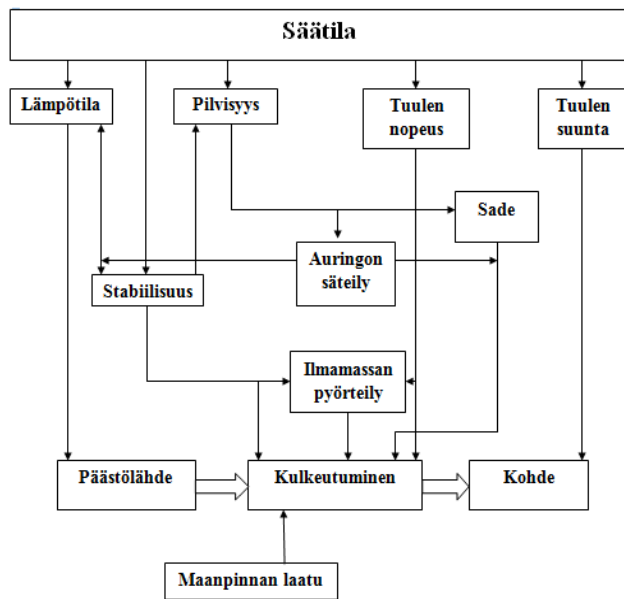 Säätila
Lämpötila
Pilvisyys
Tuulen
nopeus
Tuulen
suunta
Sade
Auringon
säteily
Stabiilisuus
Ilmamassan
pyörteily
Päästölähde
Kulkeutuminen
Kohde
Maanpinnan laatu